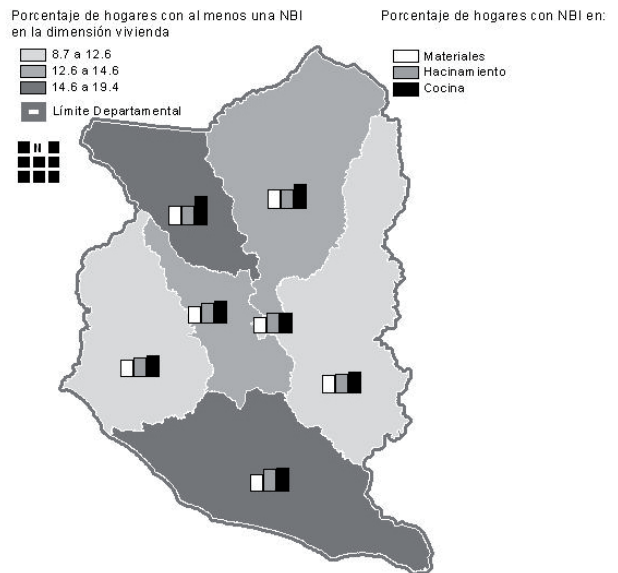 Porcentaje de hogares con al menos una NBI
en la dimensión vivienda
8.7 a 12.6
12.6 a 14.6
14.6 a 19.4
Límite Departamental
N
Porcentaje de hogares con NBI en:
Materiales
Hacinamiento
Cocina